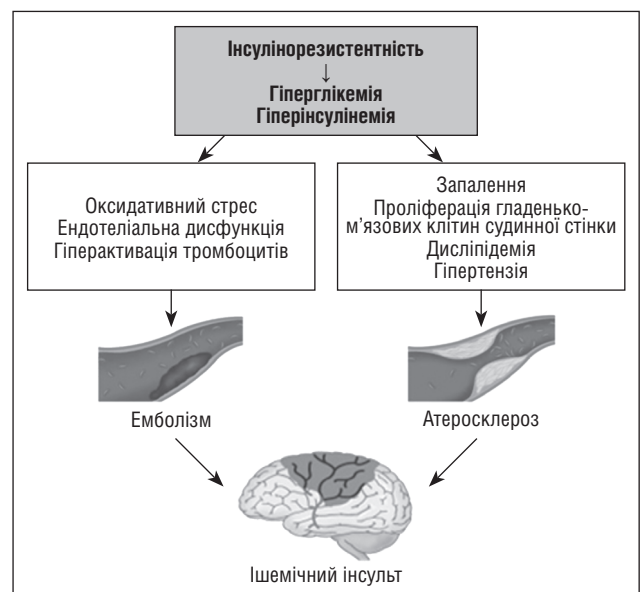 Інсулінорезистентність
↓
Гіперглікемія
Гіперінсулінемія
Оксидативний стрес
Ендотеліальна дисфункція
Гіперактивація тромбоцитів
Запалення
Проліферація гладенько-
м’язових клітин судинної стінки
Дисліпідемія
Гіпертензія
Емболізм
Атеросклероз
Ішемічний інсульт